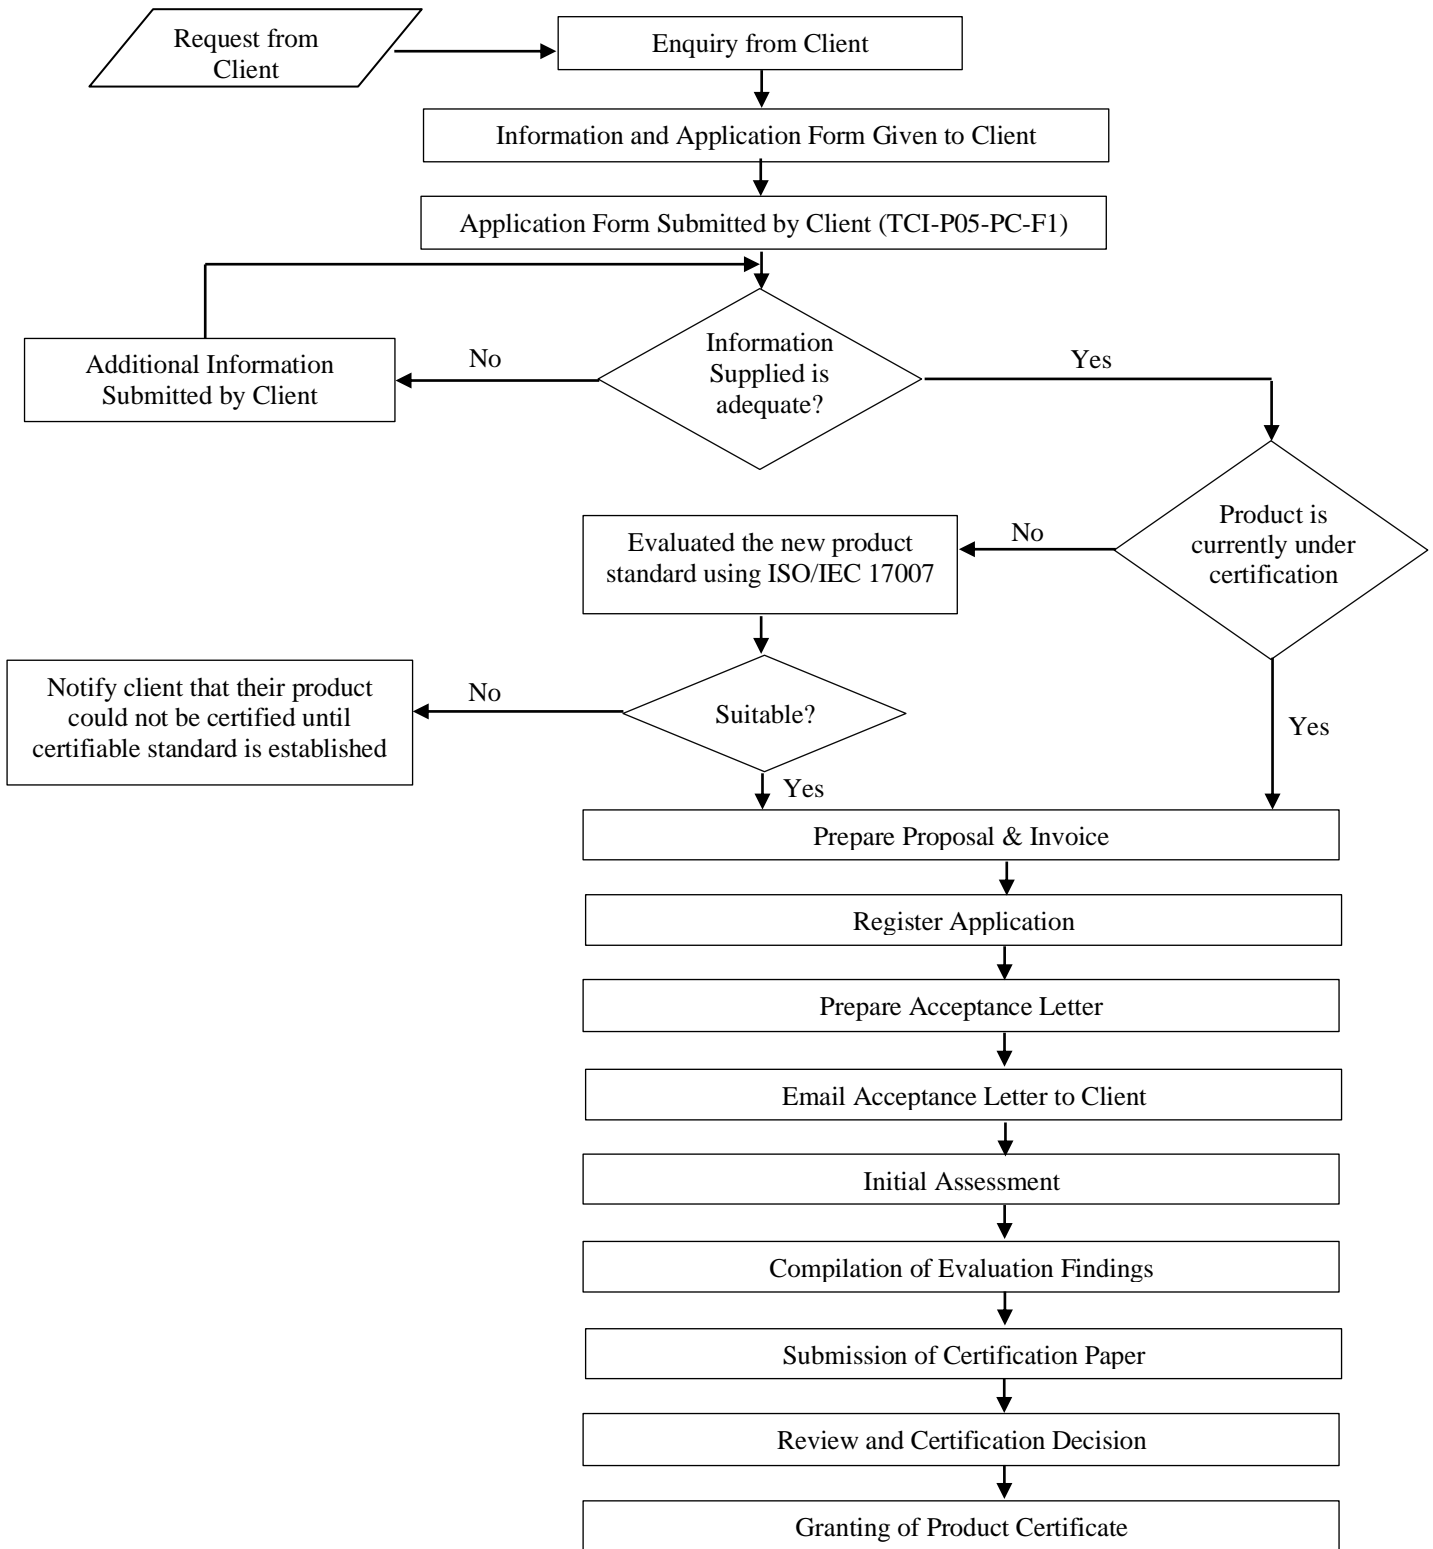 Request from
Client
Enquiry from Client
Information and Application Form Given to Client
Application Form Submitted by Client (TCI-P05-PC-F1)
Information
Supplied is
adequate?
No
Yes
Additional Information
Submitted by Client
Product is
currently under
certification
No
Evaluated the new product
standard using ISO/IEC 17007
Yes
Suitable?
No
Notify client that their product
could not be certified until
certifiable standard is established
Yes
Prepare Proposal & Invoice
Register Application
Prepare Acceptance Letter
Email Acceptance Letter to Client
Initial Assessment
Compilation of Evaluation Findings
Submission of Certification Paper
Review and Certification Decision
Granting of Product Certificate